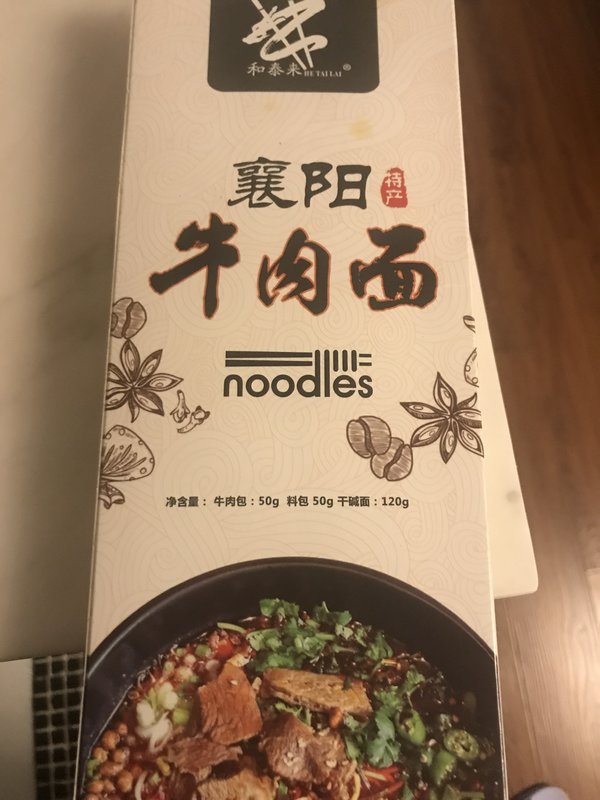 和泰来 HE TAI LAI ®
襄阳 特产
牛肉面
noodles
净含量： 牛肉包：50g 料包 50g 干碱面：120g